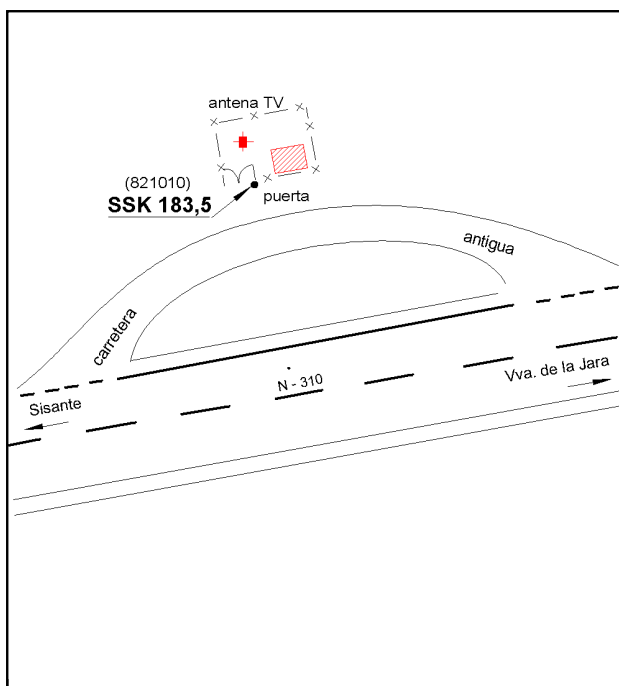 antena TV
(821010)
SSK 183,5
puerta
antigua
carretera
N - 310
Vva. de la Jara
Sisante